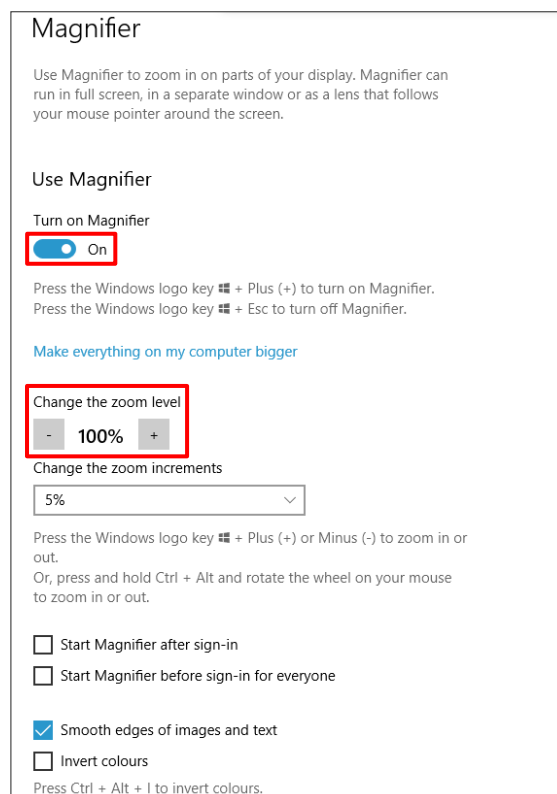 Magnifier
Use Magnifier to zoom in on parts of your display. Magnifier can
run in full screen, in a separate window or as a lens that follows
your mouse pointer around the screen.
Use Magnifier
Turn on Magnifier
On
Press the Windows logo key + Plus (+) to turn on Magnifier.
Press the Windows logo key + Esc to turn off Magnifier.
Make everything on my computer bigger
Change the zoom level
- 100% +
Change the zoom increments
5%
Press the Windows logo key + Plus (+) or Minus (-) to zoom in or
out.
Or, press and hold Ctrl + Alt and rotate the wheel on your mouse
to zoom in or out.
Start Magnifier after sign-in
Start Magnifier before sign-in for everyone
Smooth edges of images and text
Invert colours
Press Ctrl + Alt + I to invert colours.